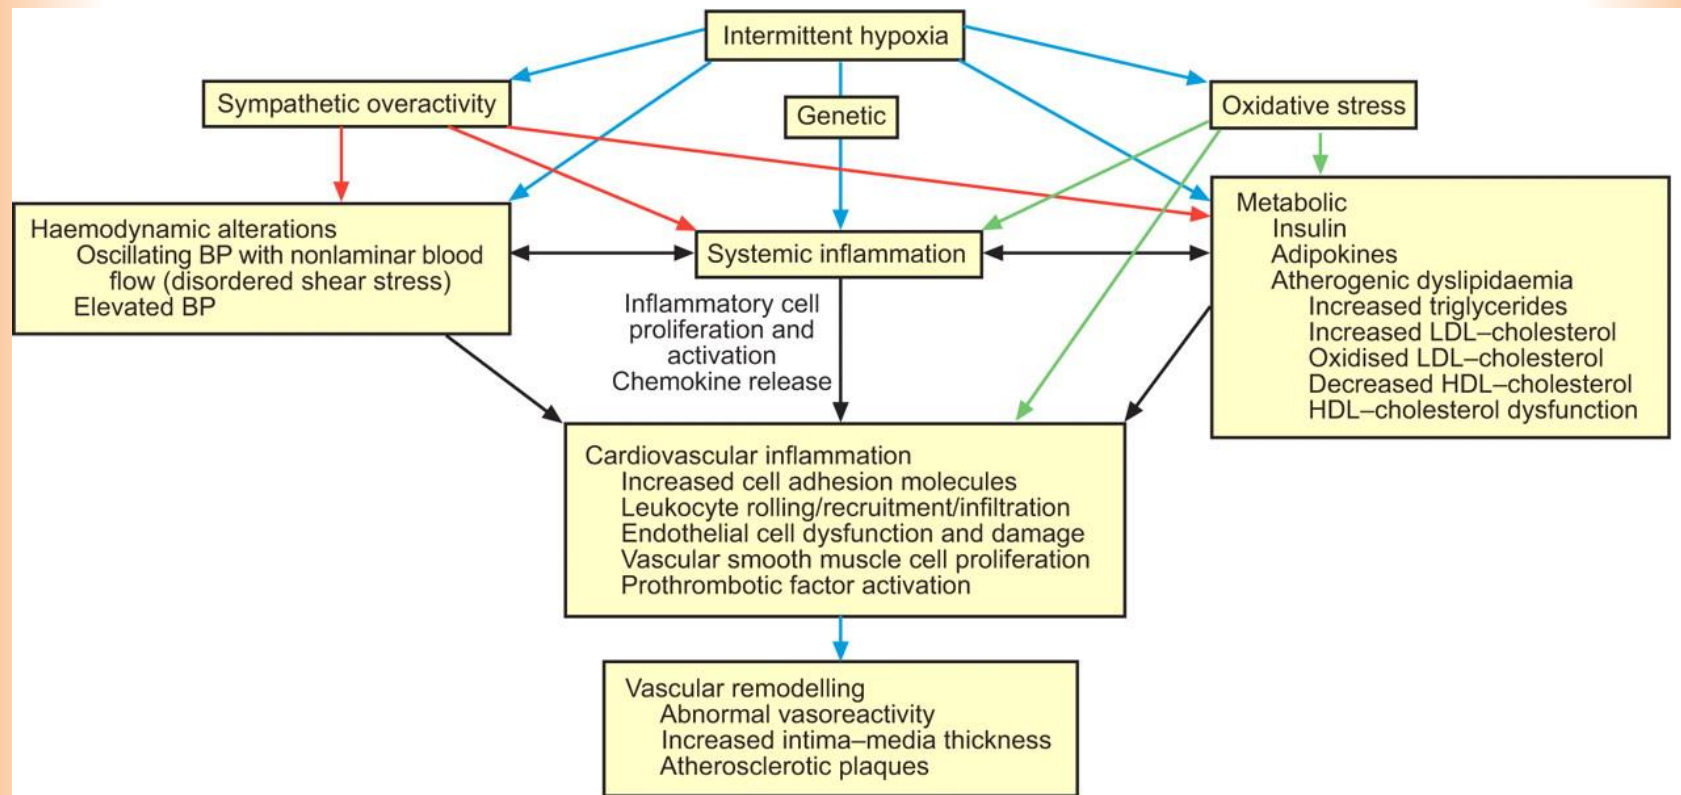 Intermittent hypoxia
Sympathetic overactivity
Genetic
Oxidative stress
Haemodynamic alterations
Oscillating BP with nonlaminar blood
flow (disordered shear stress)
Elevated BP
Systemic inflammation
Metabolic
Insulin
Adipokines
Atherogenic dyslipidaemia
Increased triglycerides
Increased LDL–cholesterol
Oxidised LDL–cholesterol
Decreased HDL–cholesterol
HDL–cholesterol dysfunction
Inflammatory cell
proliferation and
activation
Chemokine release
Cardiovascular inflammation
Increased cell adhesion molecules
Leukocyte rolling/recruitment/infiltration
Endothelial cell dysfunction and damage
Vascular smooth muscle cell proliferation
Prothrombotic factor activation
Vascular remodelling
Abnormal vasoreactivity
Increased intima–media thickness
Atherosclerotic plaques